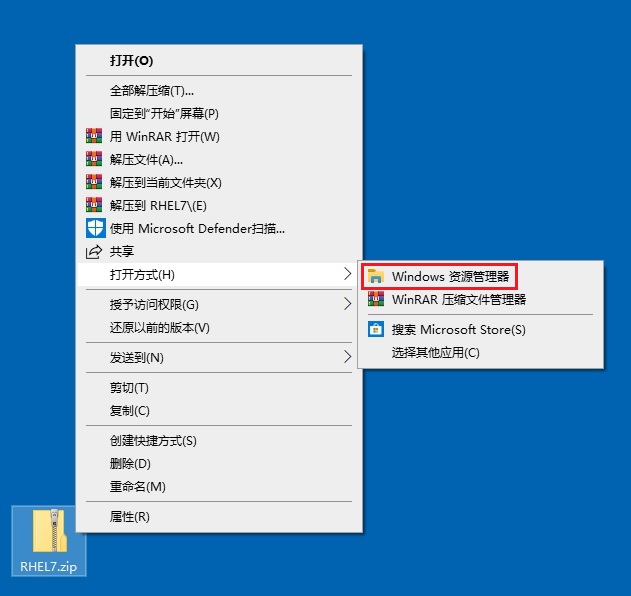 打开(O)
全部解压缩(T)...
固定到"开始"屏幕(P)
用 WinRAR 打开(W)
解压文件(A)...
解压到当前文件夹(X)
解压到 RHEL7\(E)
使用 Microsoft Defender扫描...
共享
打开方式(H)
Windows 资源管理器
WinRAR 压缩文件管理器
搜索 Microsoft Store(S)
选择其他应用(C)
授予访问权限(G)
还原以前的版本(V)
发送到(N)
剪切(T)
复制(C)
创建快捷方式(S)
删除(D)
重命名(M)
属性(R)
RHEL7.zip